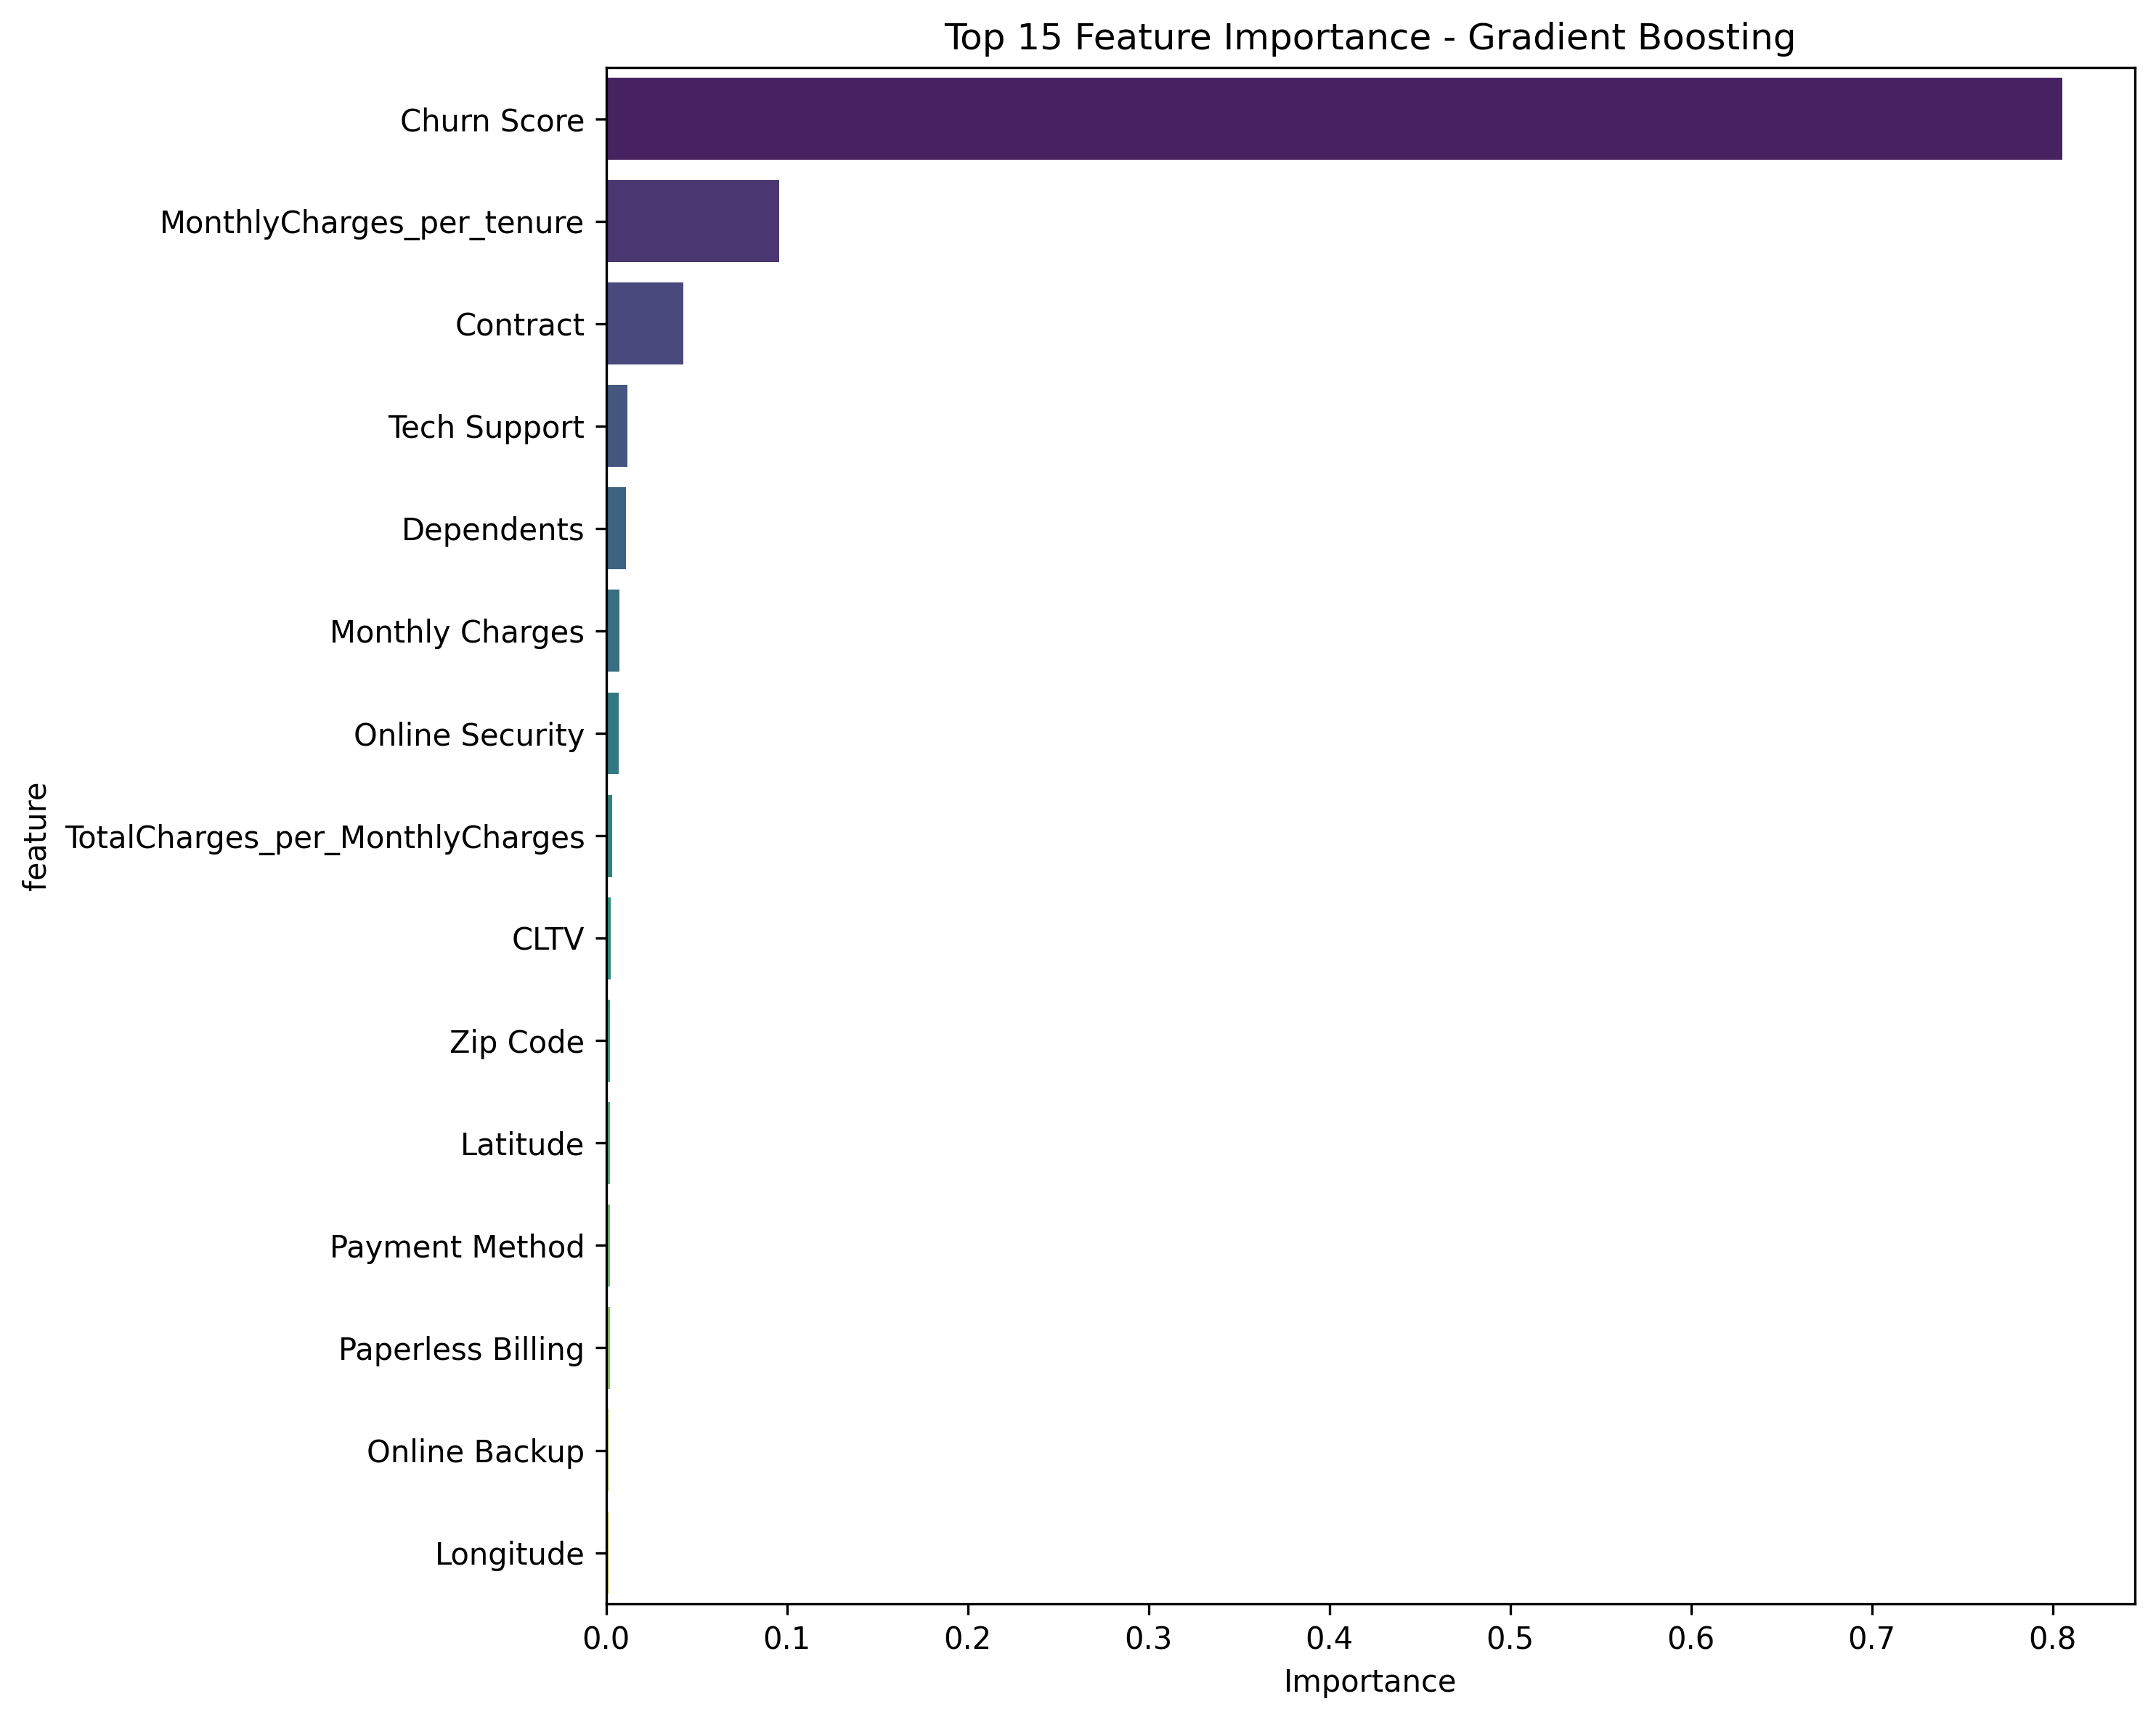 Top 15 Feature Importance - Gradient Boosting
feature
Churn Score
MonthlyCharges_per_tenure
Contract
Tech Support
Dependents
Monthly Charges
Online Security
TotalCharges_per_MonthlyCharges
CLTV
Zip Code
Latitude
Payment Method
Paperless Billing
Online Backup
Longitude
0.0 0.1 0.2 0.3 0.4 0.5 0.6 0.7 0.8
Importance